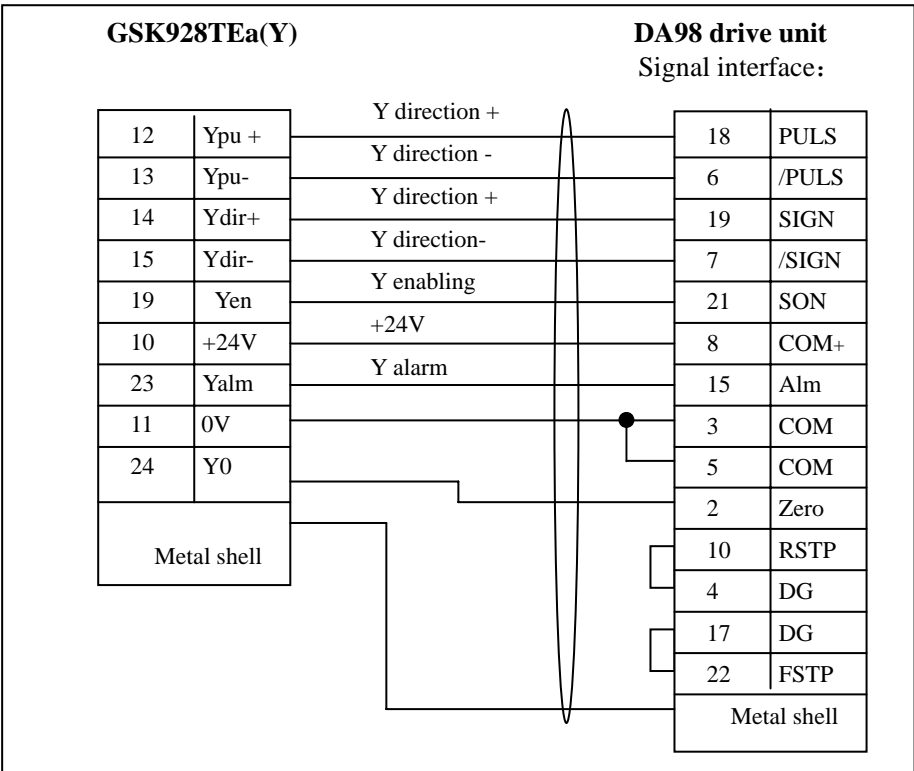 GSK928TEa(Y)
DA98 drive unit
Signal interface：
12 Ypu +
13 Ypu-
14 Ydir+
15 Ydir-
19 Yen
10 +24V
23 Yalm
11 0V
24 Y0
Metal shell
Y direction +
Y direction -
Y direction +
Y direction-
Y enabling
+24V
Y alarm
18 PULS
6 /PULS
19 SIGN
7 /SIGN
21 SON
8 COM+
15 Alm
3 COM
5 COM
2 Zero
10 RSTP
4 DG
17 DG
22 FSTP
Metal shell